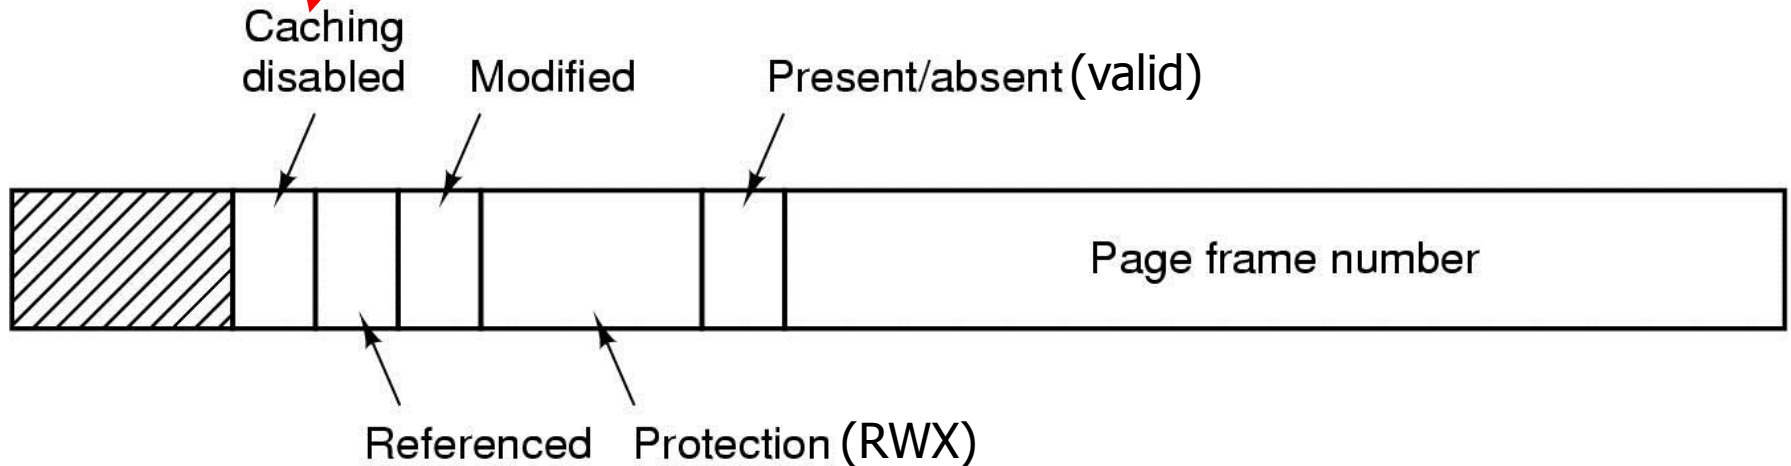 Caching
disabled
Modified
Present/absent (valid)
Page frame number
Referenced
Protection (RWX)